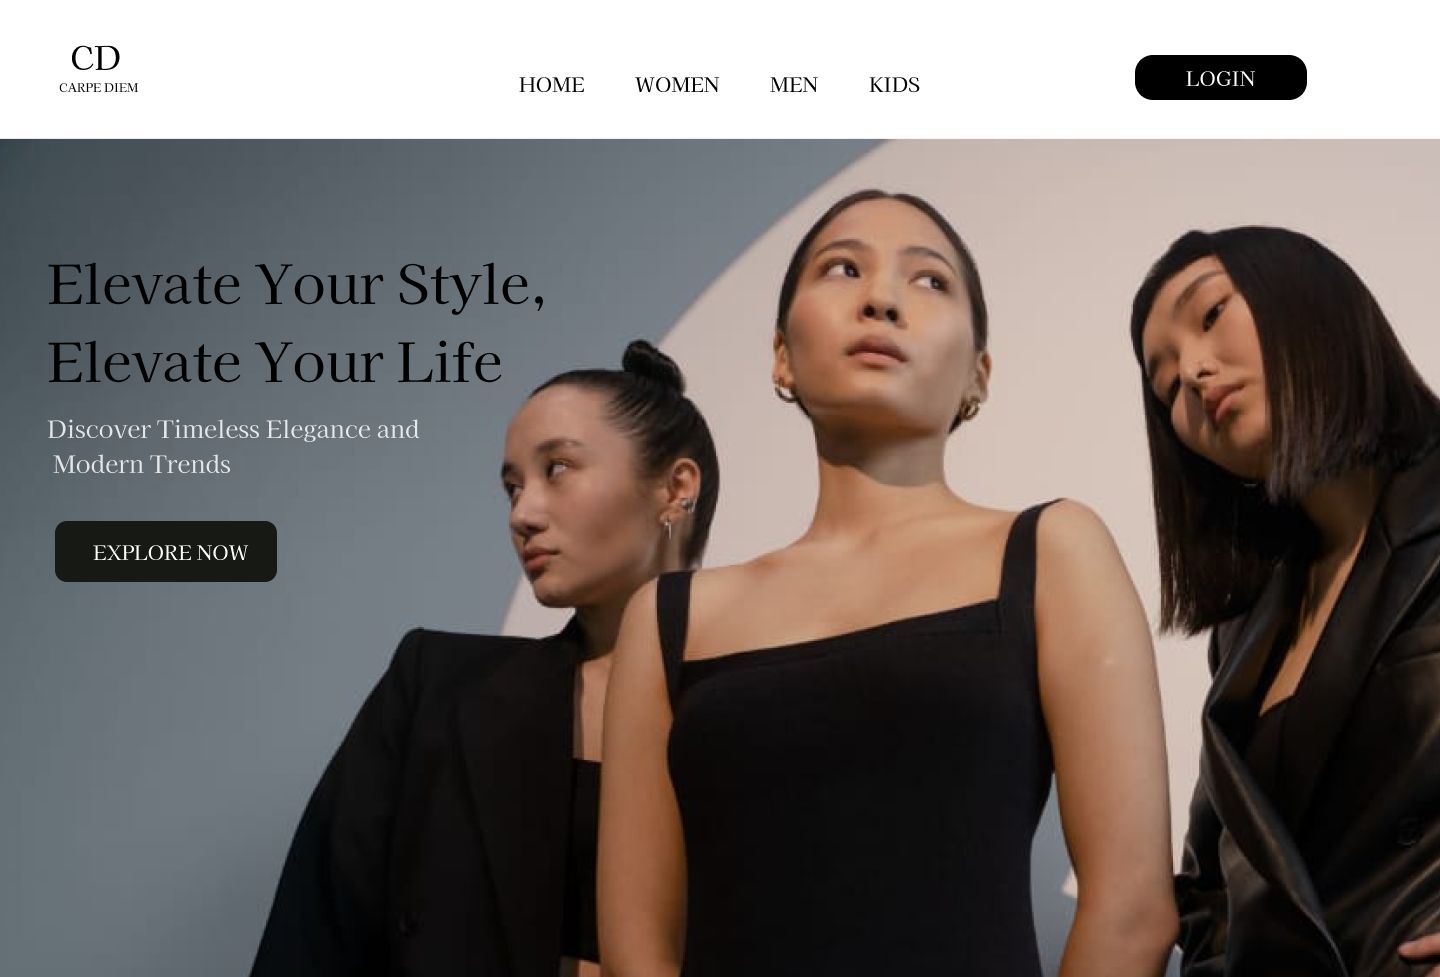 CD
CARPE DIEM
HOME WOMEN MEN KIDS
LOGIN
Elevate Your Style,
Elevate Your Life
Discover Timeless Elegance and
Modern Trends
EXPLORE NOW